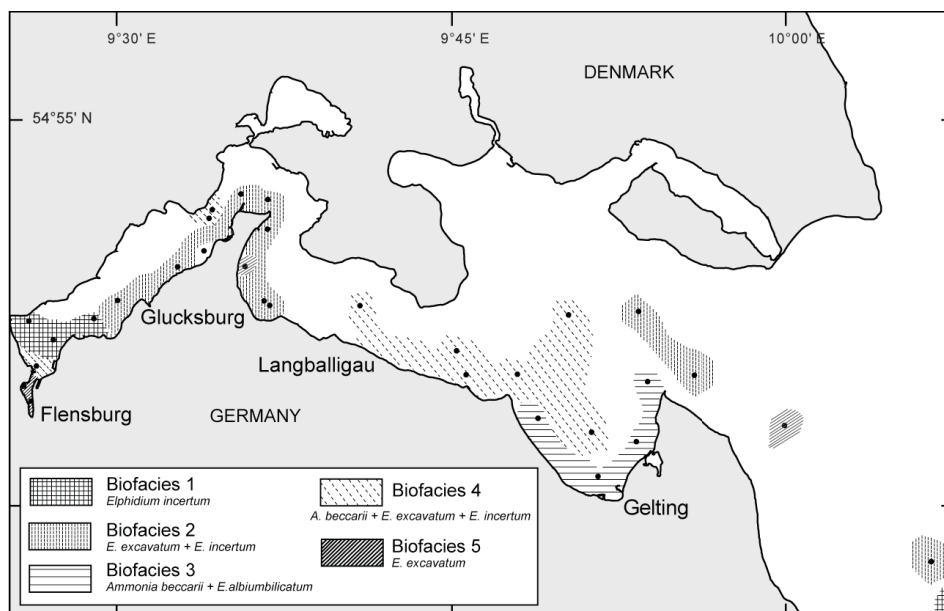 9°30' E
9°45' E
10°00' E
DENMARK
54°55' N
Glucksburg
Langballigau
Flensburg
GERMANY
Gelting
Biofacies 1
Elphidium incertum
Biofacies 2
E. excavatum + E. incertum
Biofacies 3
Ammonia beccarii + E.albiumbilicatum
Biofacies 4
A. beccarii + E. excavatum + E. incertum
Biofacies 5
E. excavatum